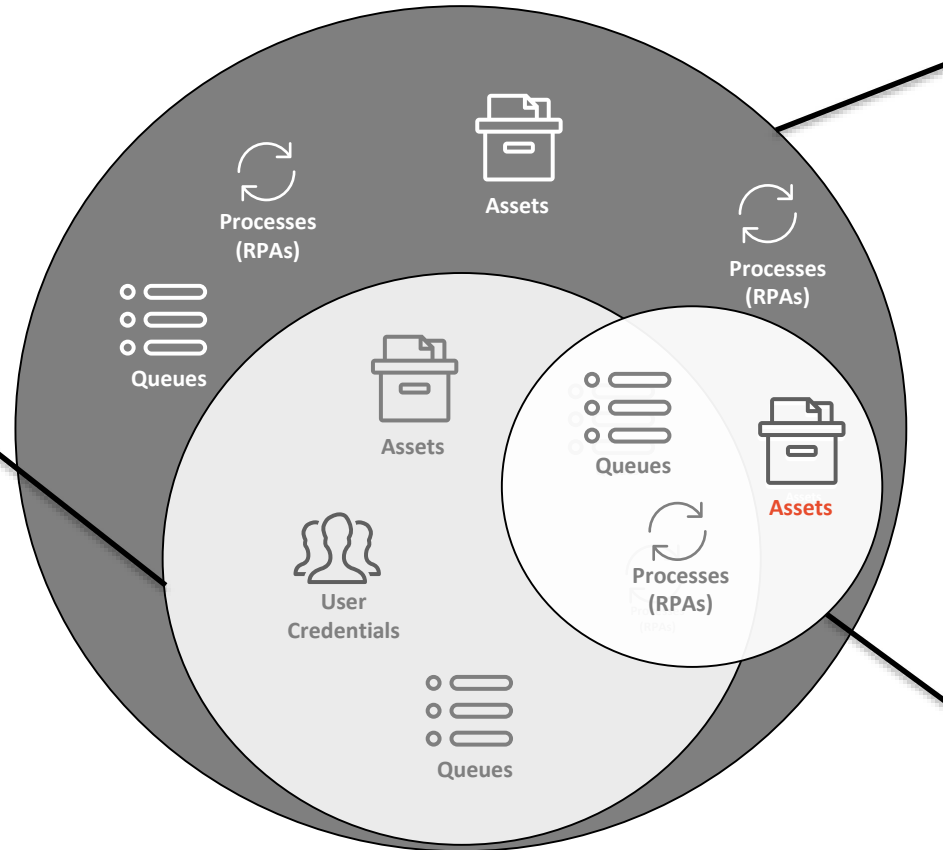 Assets
Processes
(RPAs)
Processes
(RPAs)
Queues
Assets
Queues
Assets
Processes
(RPAs)
User
Credentials
Queues